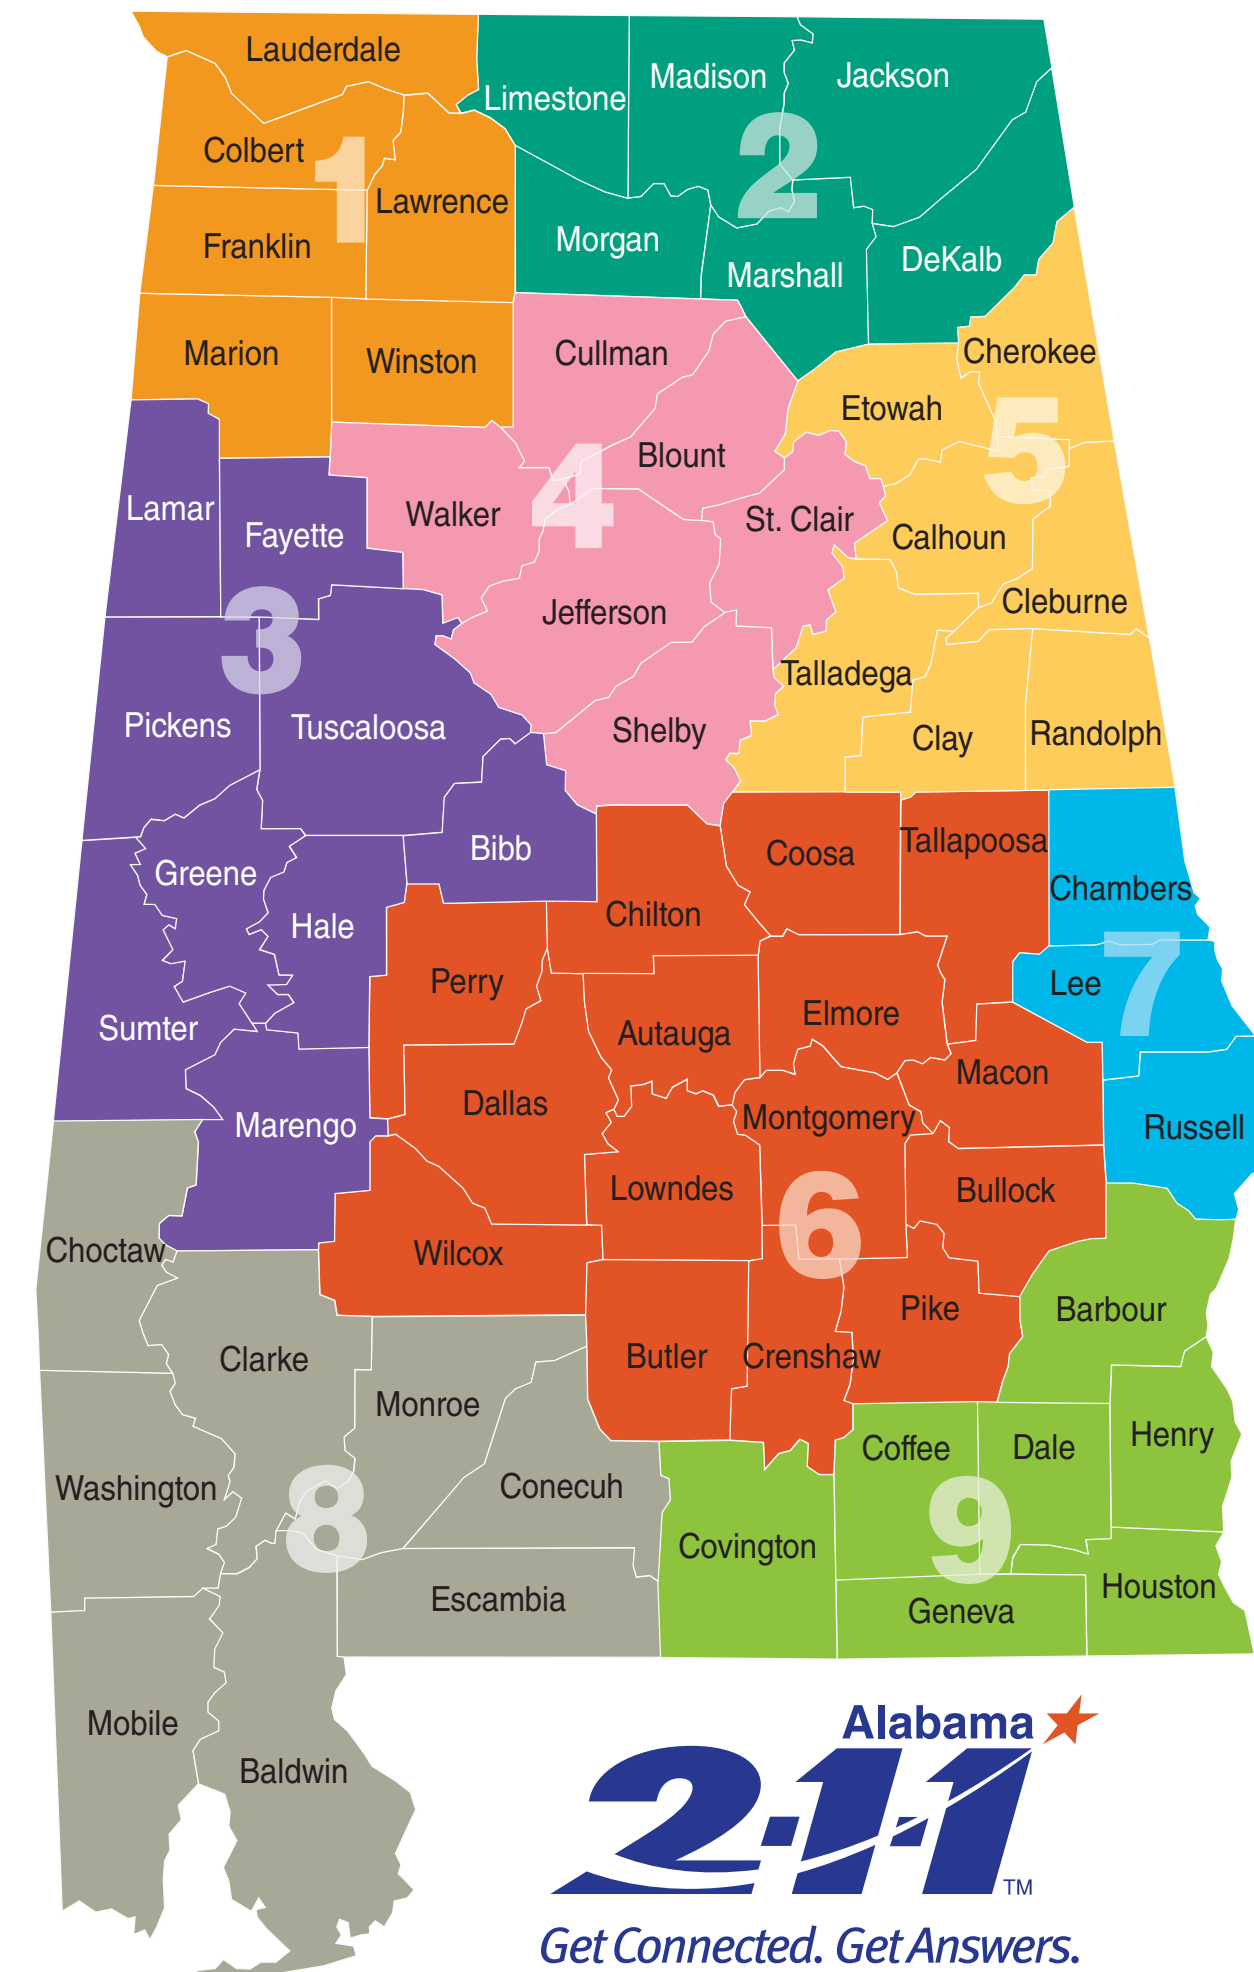 Lauderdale
Limestone
Madison
Jackson
Colbert
1
2
Lawrence
Franklin
Morgan
Marshall
DeKalb
Marion
Winston
Cullman
Cherokee
Etowah
Blount
4
5
Lamar
Fayette
Walker
St. Clair
Calhoun
Jefferson
Cleburne
3
Talladega
Pickens
Tuscaloosa
Shelby
Clay
Randolph
Greene
Bibb
Coosa
Tallapoosa
Chambers
Hale
Chilton
Perry
Lee
7
Sumter
Autauga
Elmore
Macon
Dallas
Marengo
Montgomery
Russell
Lowndes
Bullock
6
Choctaw
Wilcox
Pike
Barbour
Clarke
Butler
Crenshaw
Monroe
Coffee
Dale
Henry
Washington
8
Conecuh
Covington
9
Escambia
Geneva
Houston
Mobile
Baldwin
Alabama
2-1-1
TM
Get Connected. Get Answers.